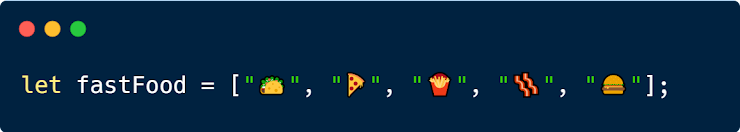 let fastFood = ["🌮", "🍕", "🍟", "🥓", "🍔"];